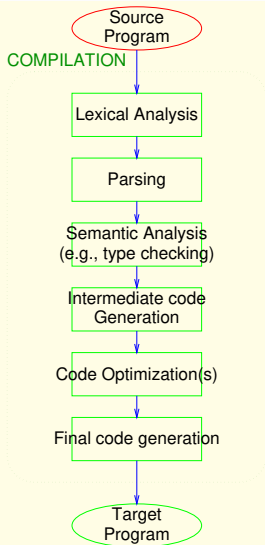 Source
Program
COMPILATION
Lexical Analysis
Parsing
Semantic Analysis
(e.g., type checking)
Intermediate code
Generation
Code Optimization(s)
Final code generation
Target
Program